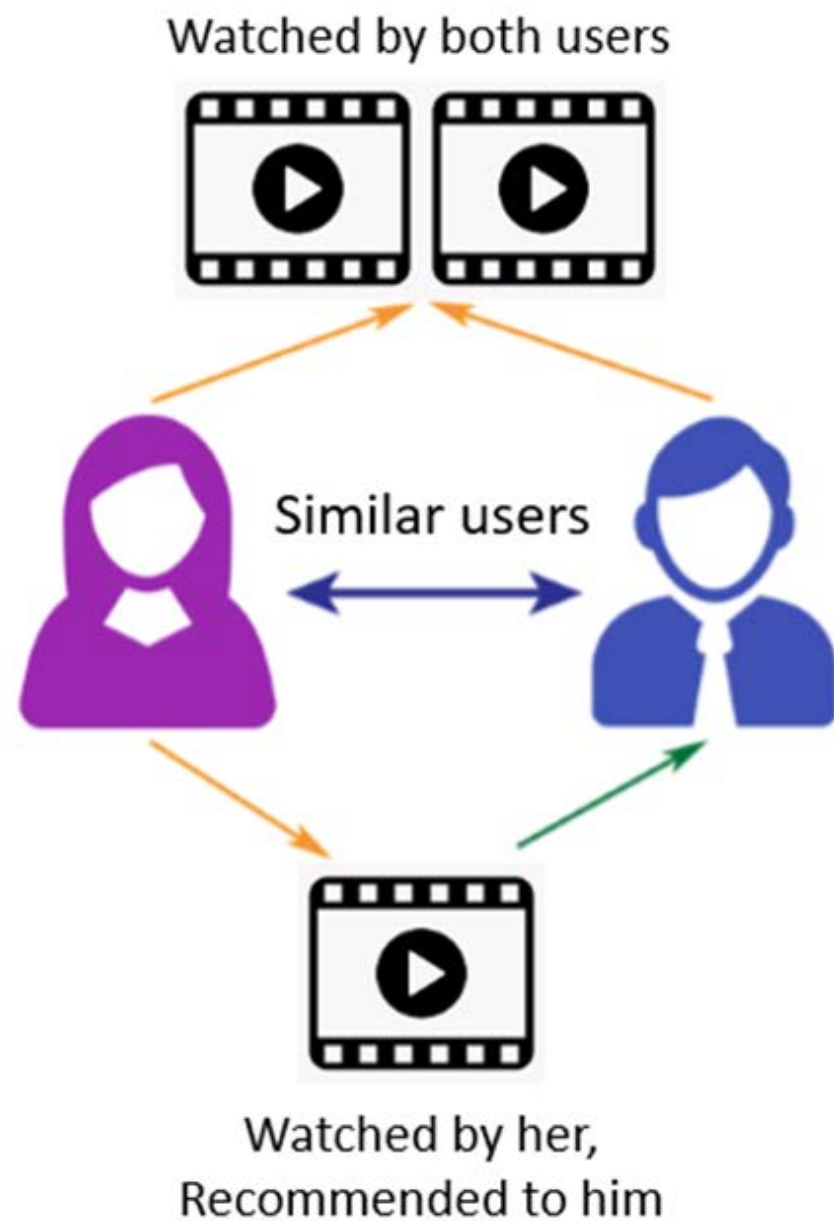 Watched by both users
Similar users
Watched by her,
Recommended to him